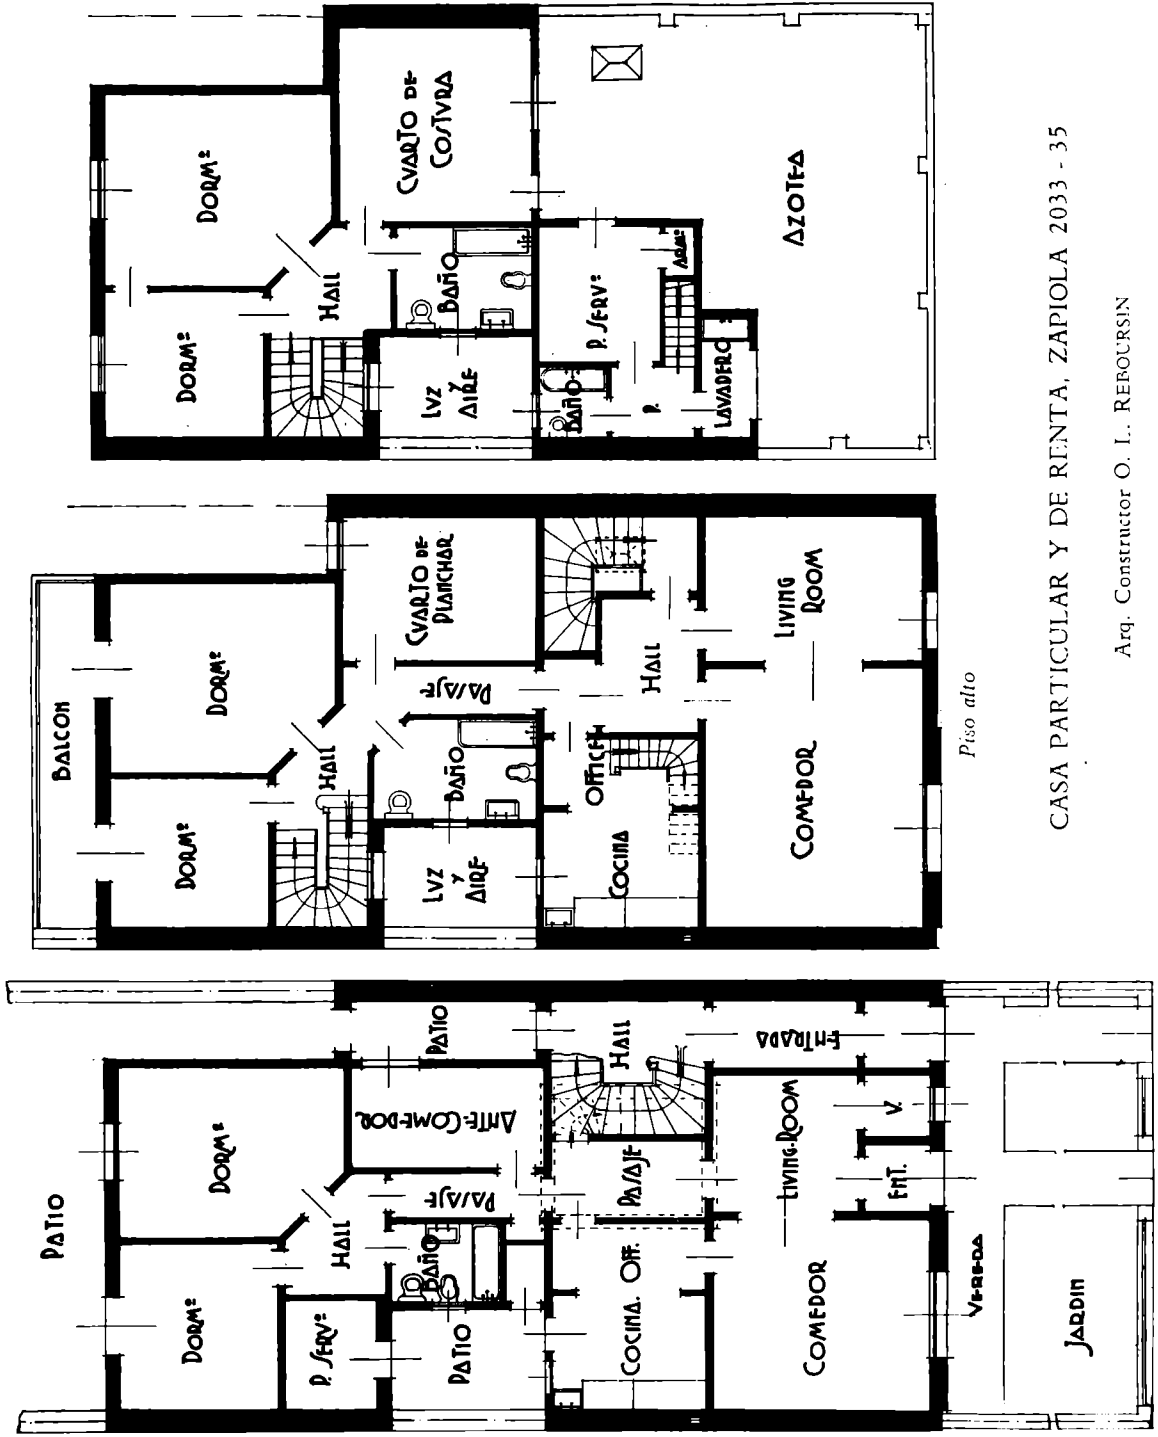 PATIO
DORMº
DORMº
P. SERVº
HALL
PATIO
BAÑO
PASAJE
ANTE-COMEDOR
PATIO
COCINA. OFF.
PASAJE
HALL
ENTRADA
COMEDOR
LIVING-ROOM
ENT.
V.
VEREDA
JARDIN
BALCON
DORMº
DORMº
HALL
LUZ
Y
AIRE
BAÑO
PASAJE
CUARTO DE
PLANCHAR
COCINA
OFFICE
HALL
COMEDOR
LIVING
ROOM
Piso alto
DORMº
DORMº
HALL
LUZ
Y
AIRE
BAÑO
CUARTO DE
COSTURA
BAÑO
P.
P. SERVº
ARMº
LAVADERO
AZOTEA
CASA PARTICULAR Y DE RENTA, ZAPIOLA 2033 - 35
Arq. Constructor O. L. REBOURSIN